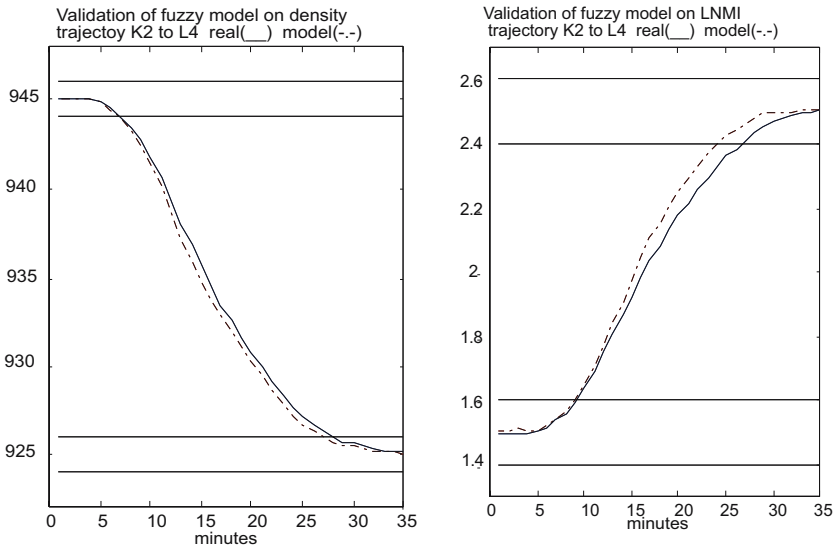 Validation of fuzzy model on density
trajectoy K2 to L4 real(__) model(-.-)
945
940
935
930
925
0 5 10 15 20 25 30 35
minutes
Validation of fuzzy model on LNMI
trajectory K2 to L4 real(__) model(-.-)
2.6
2.4
2.2
2
1.8
1.6
1.4
0 5 10 15 20 25 30 35
minutes